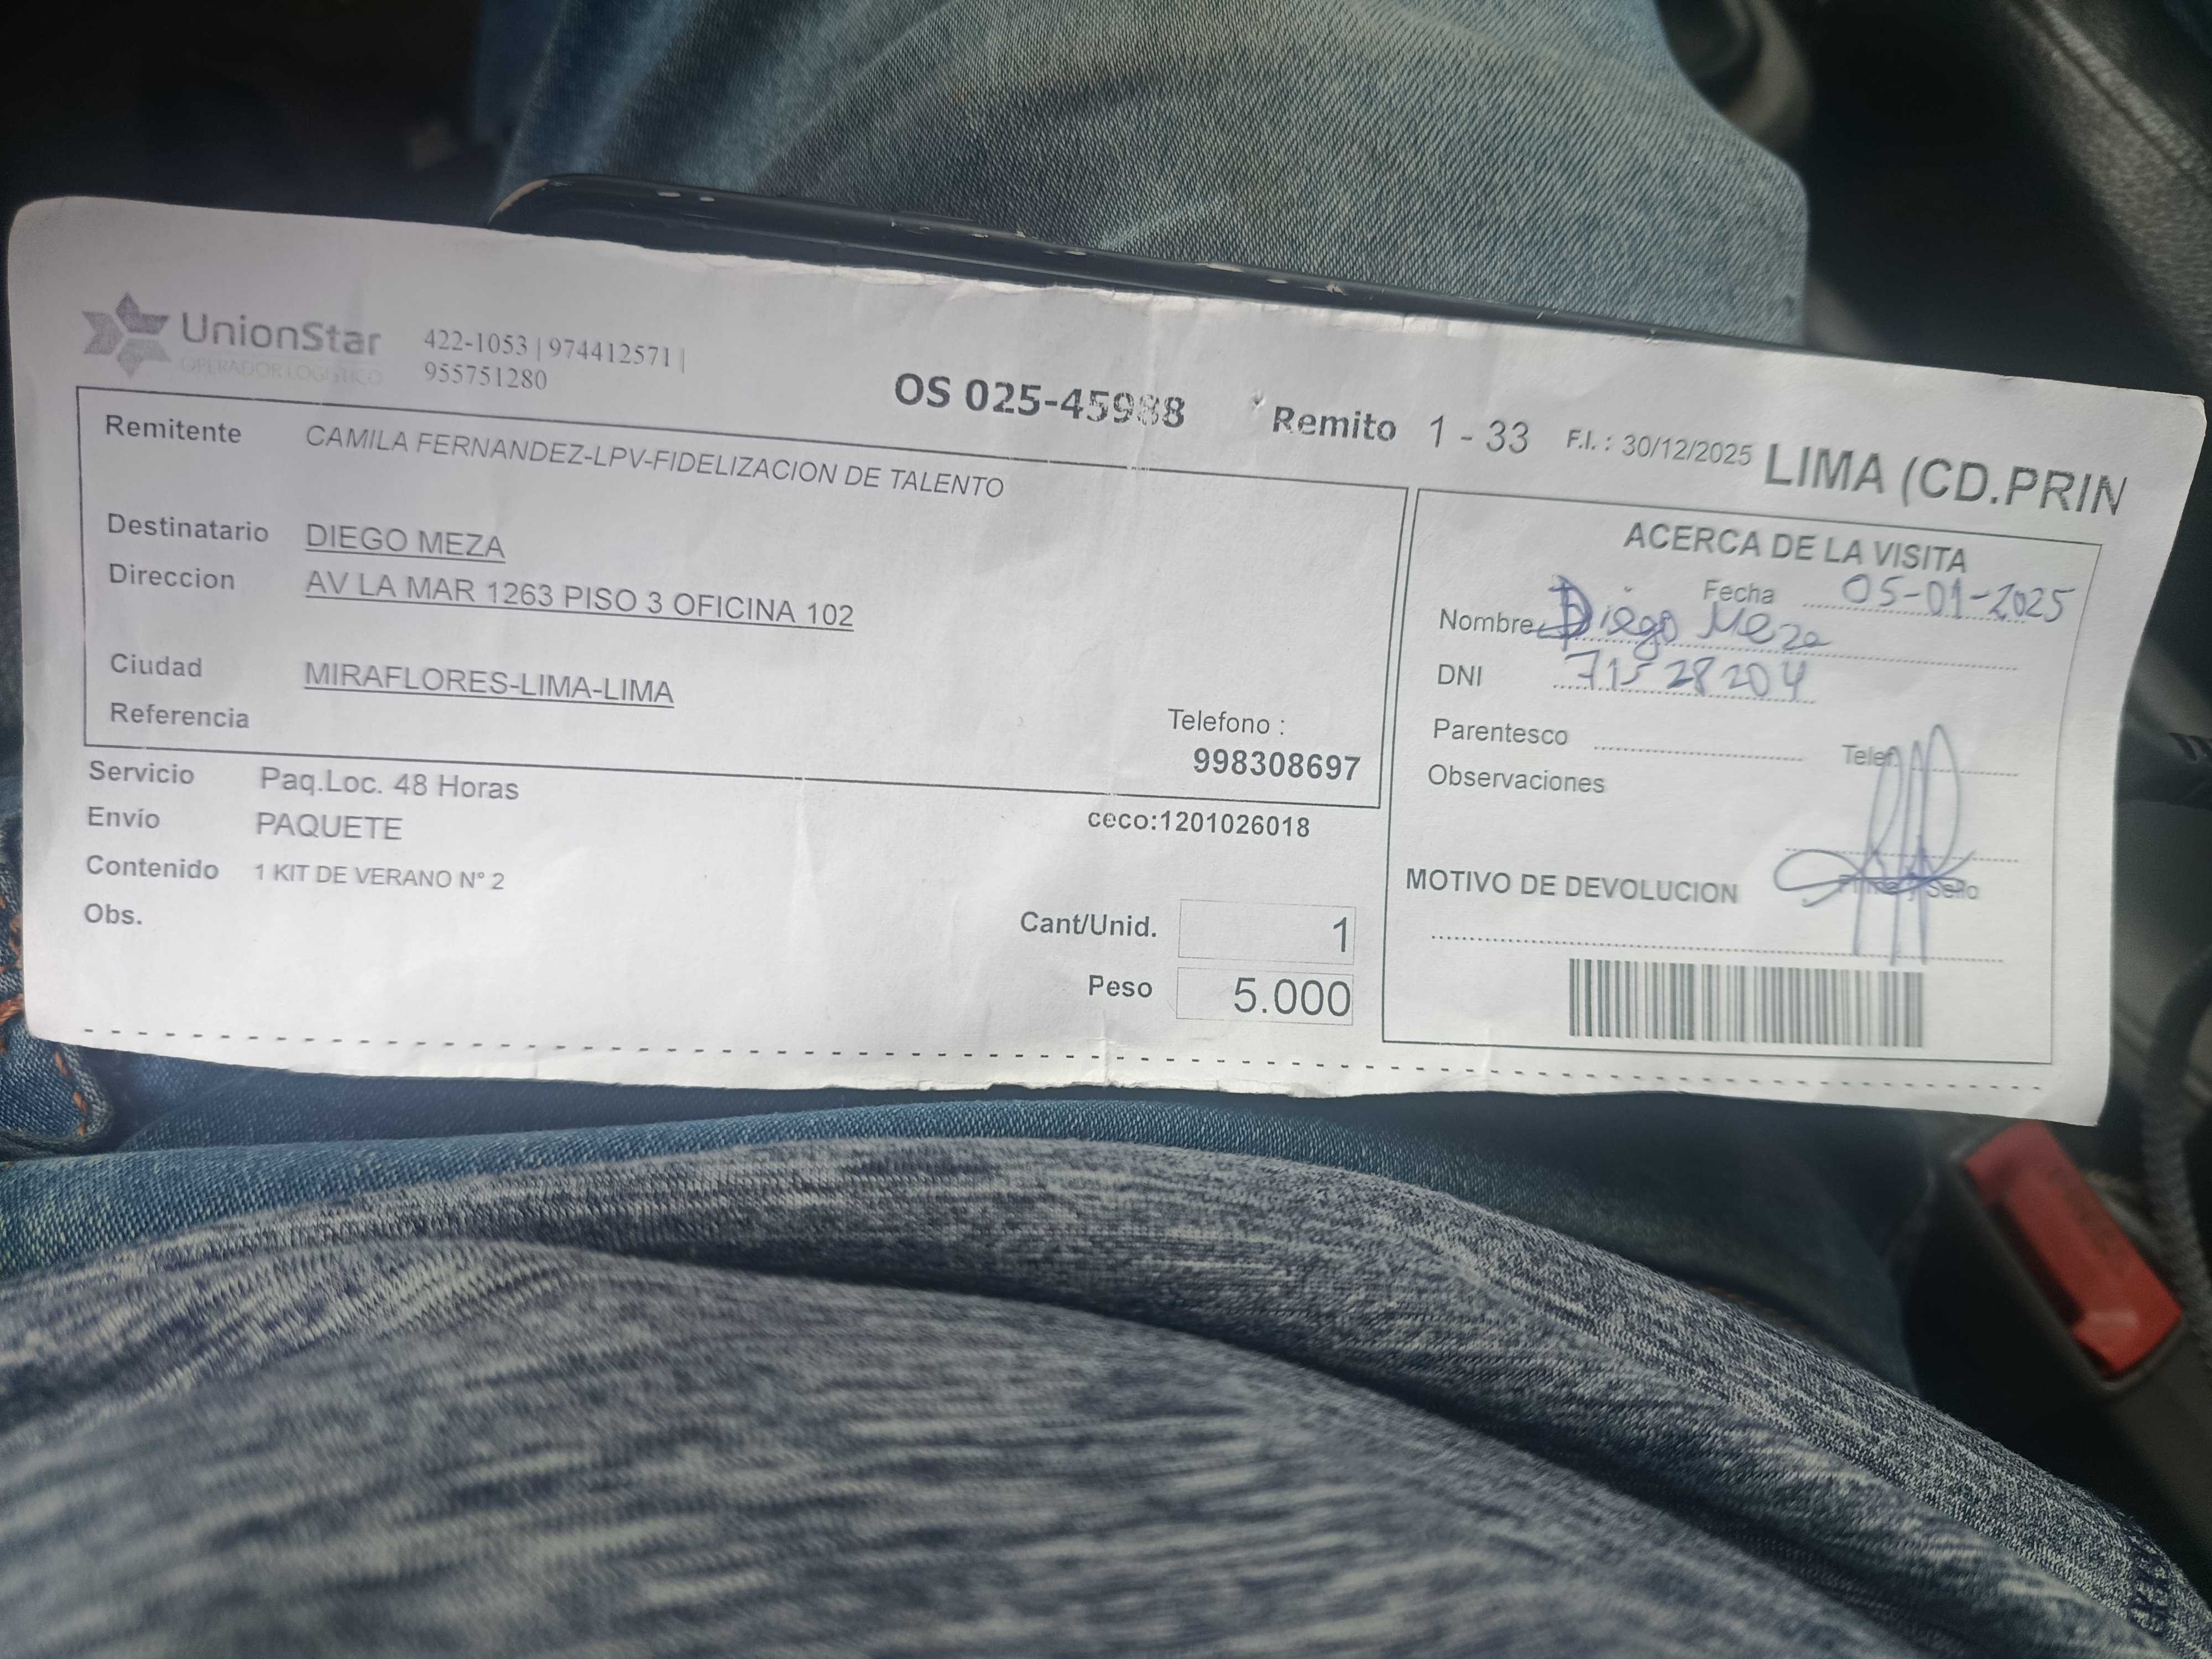 UnionStar
OPERADOR LOGISTICO
422-1053 | 974412571 |
955751280
OS 025-45988
Remito 1 - 33
F.I. : 30/12/2025
LIMA (CD.PRIN
Remitente CAMILA FERNANDEZ-LPV-FIDELIZACION DE TALENTO
Destinatario DIEGO MEZA
Direccion AV LA MAR 1263 PISO 3 OFICINA 102
Ciudad MIRAFLORES-LIMA-LIMA
Referencia
Telefono :
998308697
Servicio Paq.Loc. 48 Horas
Envío PAQUETE
ceco:1201026018
Contenido 1 KIT DE VERANO N° 2
Obs.
Cant/Unid. 1
Peso 5.000
ACERCA DE LA VISITA
Fecha 05-01-2025
Nombre Diego Meza
DNI 71528204
Parentesco
Observaciones
MOTIVO DE DEVOLUCION